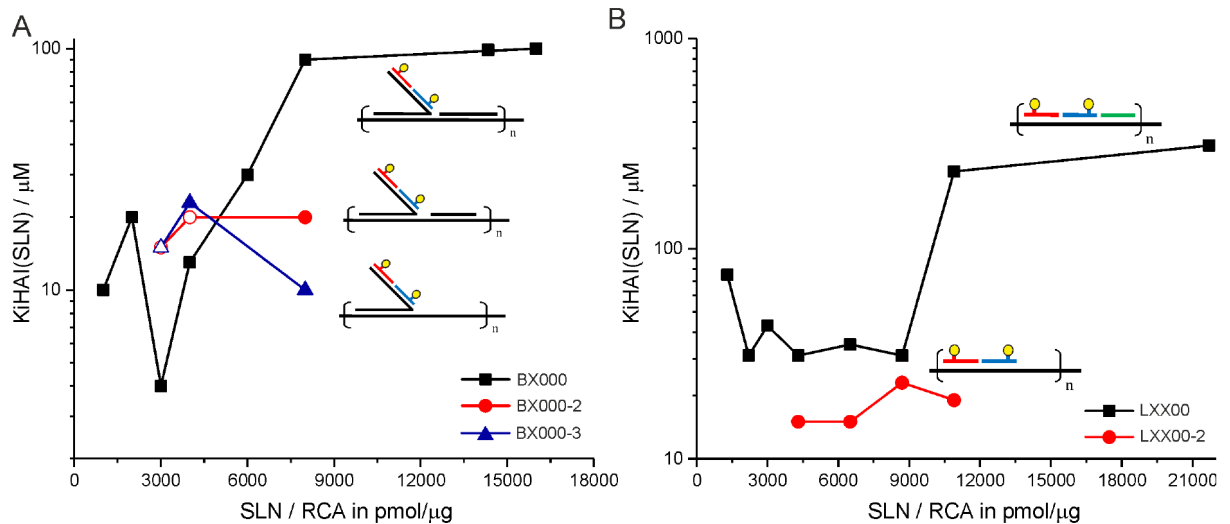 A
100
10
KiHAI(SLN) / μM
n
n
n
BX000
BX000-2
BX000-3
0 3000 6000 9000 12000 15000 18000
SLN / RCA in pmol/μg
B
1000
100
10
KiHAI(SLN) / μM
n
n
LXX00
LXX00-2
0 3000 6000 9000 12000 15000 18000 21000
SLN / RCA in pmol/μg